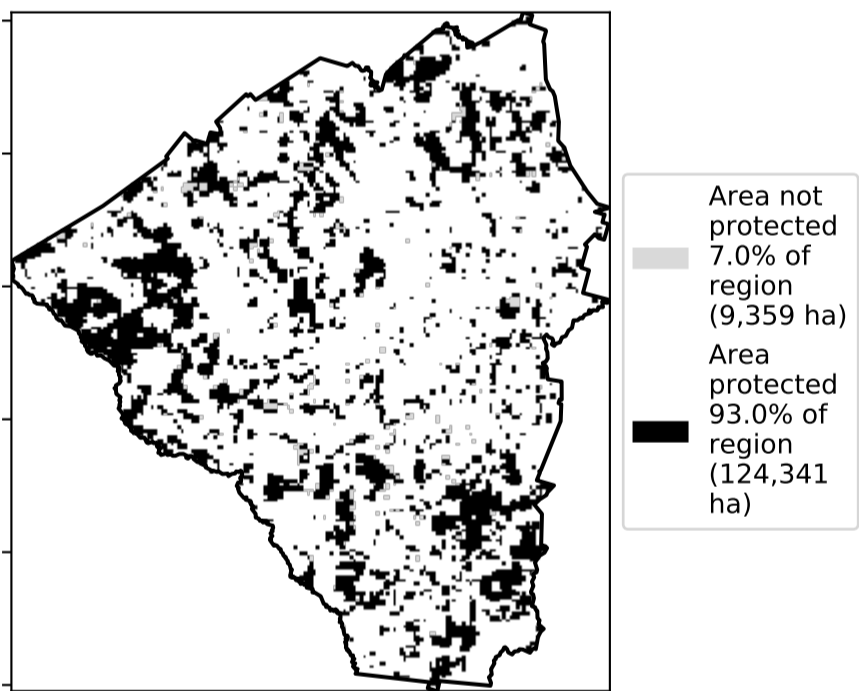 Area not
protected
7.0% of
region
(9,359 ha)
Area
protected
93.0% of
region
(124,341
ha)